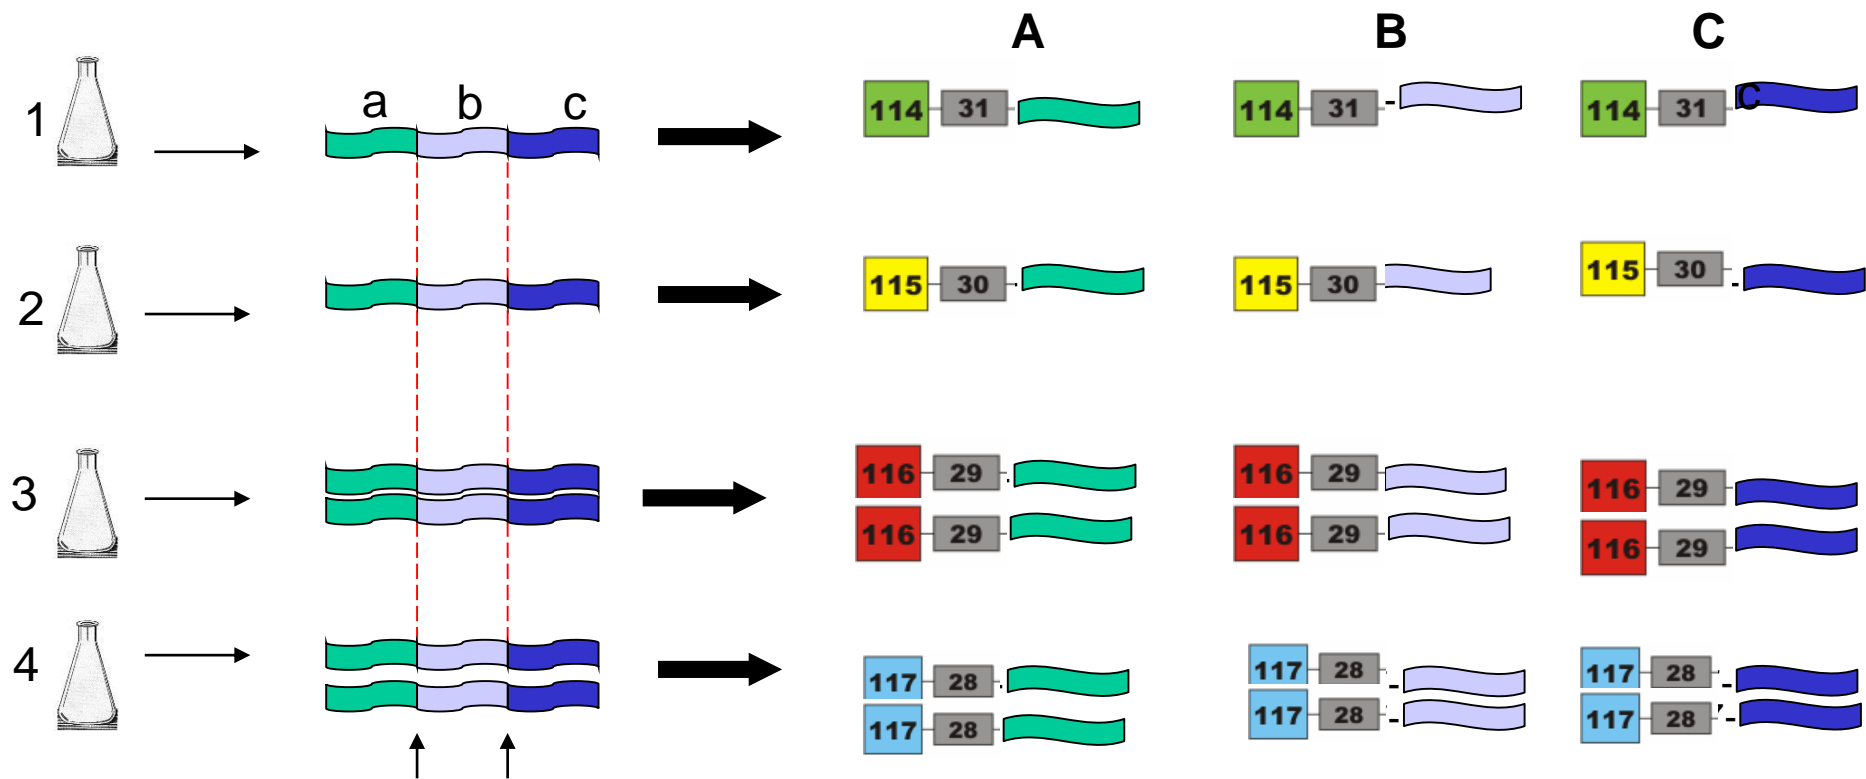 A B C
1 a b c 114 31 114 31 114 31 c
2 115 30 115 30 115 30
3 116 29 116 29 116 29
116 29 116 29 116 29
4 117 28 117 28 117 28
117 28 117 28 117 28